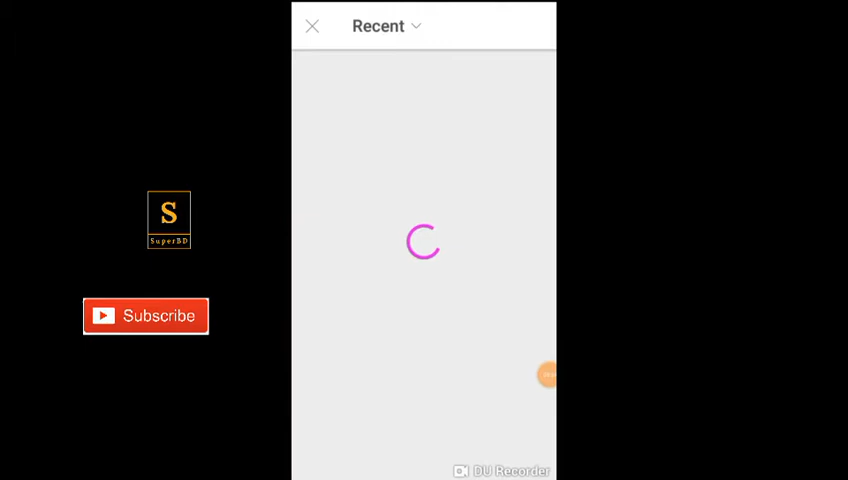 Recent
S
SuperBD
Subscribe
DU Recorder